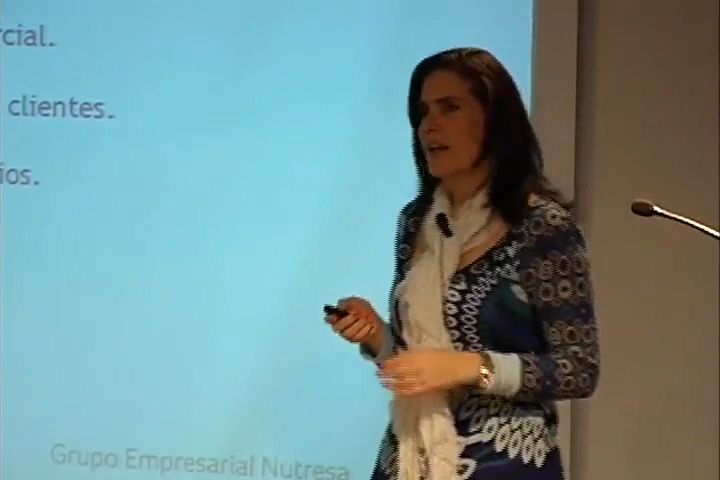 rcial.
clientes.
ios.
Grupo Empresarial Nutresa